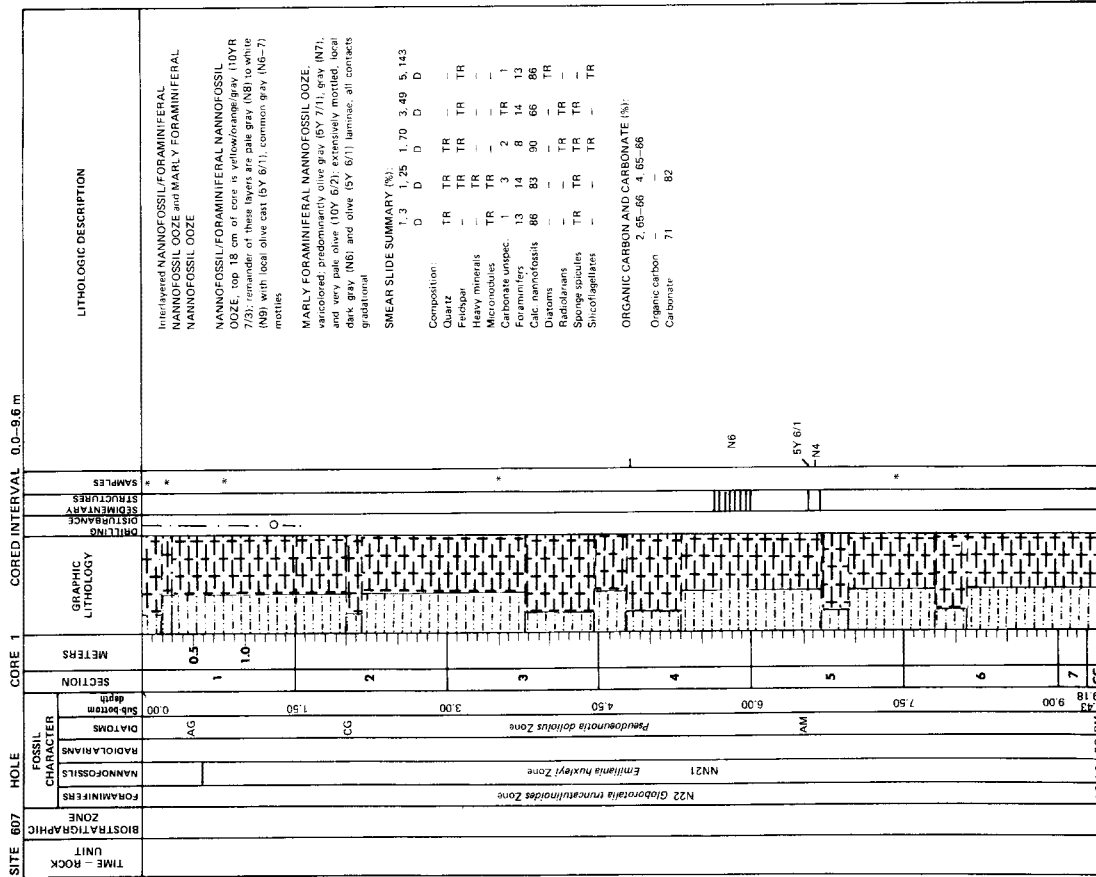 SITE 607 HOLE CORE 1 CORED INTERVAL 0.0–9.6 m
TIME – ROCK
UNIT
BIOSTRATIGRAPHIC
ZONE
FOSSIL
CHARACTER
FORAMINIFERS
NANNOFOSSILS
RADIOLARIANS
DIATOMS
Sub-bottom
depth
SECTION
METERS
GRAPHIC
LITHOLOGY
DRILLING
DISTURBANCE
SEDIMENTARY
STRUCTURES
SAMPLES
LITHOLOGIC DESCRIPTION
N22 Globorotalia truncatulinoides Zone
NN21 Emiliania huxleyi Zone
Pseudoeunotia doliolus Zone
AG
CG
AM
0.00
1.50
3.00
4.50
6.00
7.50
9.00
9.18
1
2
3
4
5
6
7
0.5
1.0
*
*
*
*
*
N6
5Y 6/1
N4
Interlayered NANNOFOSSIL/FORAMINIFERAL
NANNOFOSSIL OOZE and MARLY FORAMINIFERAL
NANNOFOSSIL OOZE
NANNOFOSSIL/FORAMINIFERAL NANNOFOSSIL
OOZE, top 18 cm of core is yellow/orange/gray (10YR
7/3); remainder of these layers are pale gray (N8) to white
(N9) with local olive cast (5Y 6/1), common gray (N6–7)
mottles
MARLY FORAMINIFERAL NANNOFOSSIL OOZE,
varicolored; predominantly olive gray (5Y 7/1), gray (N7),
and very pale olive (10Y 6/2); extensively mottled, local
dark gray (N6) and olive (5Y 6/1) laminae, all contacts
gradational
SMEAR SLIDE SUMMARY (%):
1, 3 1, 25 1, 70 3, 49 5, 143
D D D D D
Composition:
Quartz TR TR TR – –
Feldspar – TR TR TR TR
Heavy minerals – TR – – –
Micronodules TR TR – – –
Carbonate unspec. 1 3 2 TR 1
Foraminifers 13 14 8 14 13
Calc. nannofossils 86 83 90 66 86
Diatoms – – – – TR
Radiolarians – – TR TR –
Sponge spicules TR TR TR TR –
Silicoflagellates – – TR – TR
ORGANIC CARBON AND CARBONATE (%):
2, 65–66 4, 65–66
Organic carbon – –
Carbonate 71 82